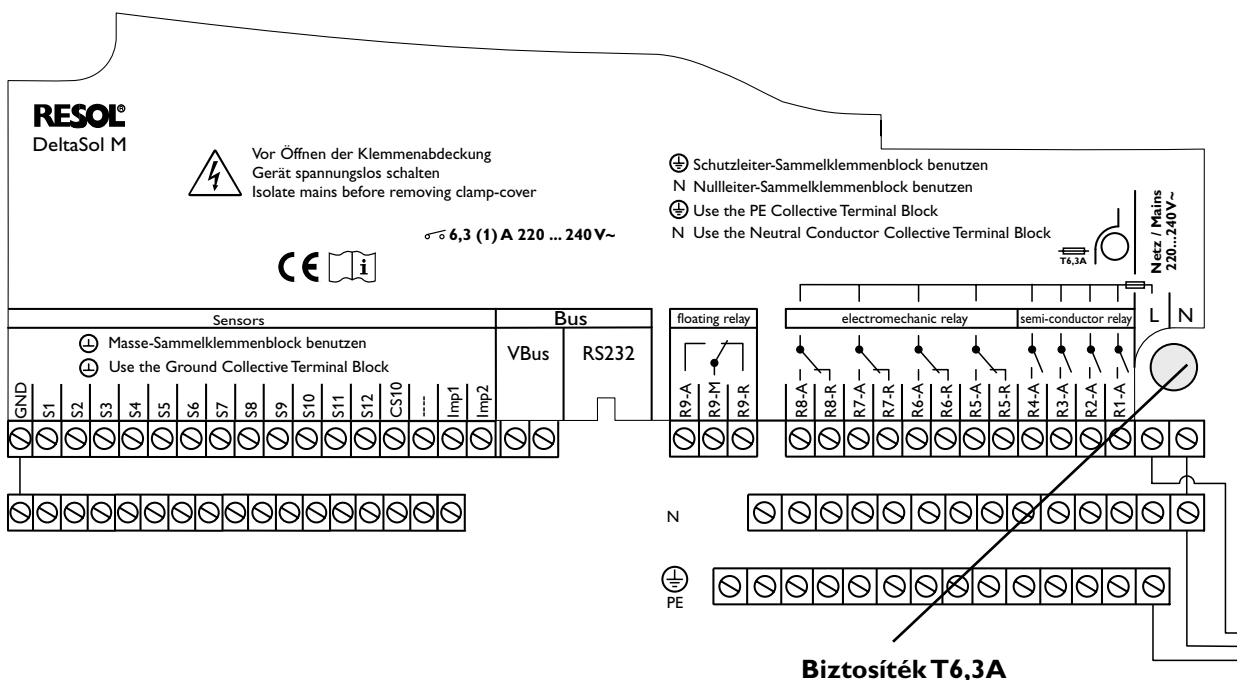 RESOL®
DeltaSol M
Vor Öffnen der Klemmenabdeckung
Gerät spannungslos schalten
Isolate mains before removing clamp-cover
6,3 (1) A 220 ... 240 V~
CE
i
Schutzleiter-Sammelklemmenblock benutzen
N Nullleiter-Sammelklemmenblock benutzen
Use the PE Collective Terminal Block
N Use the Neutral Conductor Collective Terminal Block
T6,3A
Netz / Mains
220...240V~
Sensors
Masse-Sammelklemmenblock benutzen
Use the Ground Collective Terminal Block
Bus
VBus RS232
floating relay
electromechanic relay
semi-conductor relay
L N
GND S1 S2 S3 S4 S5 S6 S7 S8 S9 S10 S11 S12 CS10 ---- Imp1 Imp2
R9-A R9-M R9-R
R8-A R8-R R7-A R7-R R6-A R6-R R5-A R5-R R4-A R3-A R2-A R1-A
N
PE
Biztosíték T6,3A